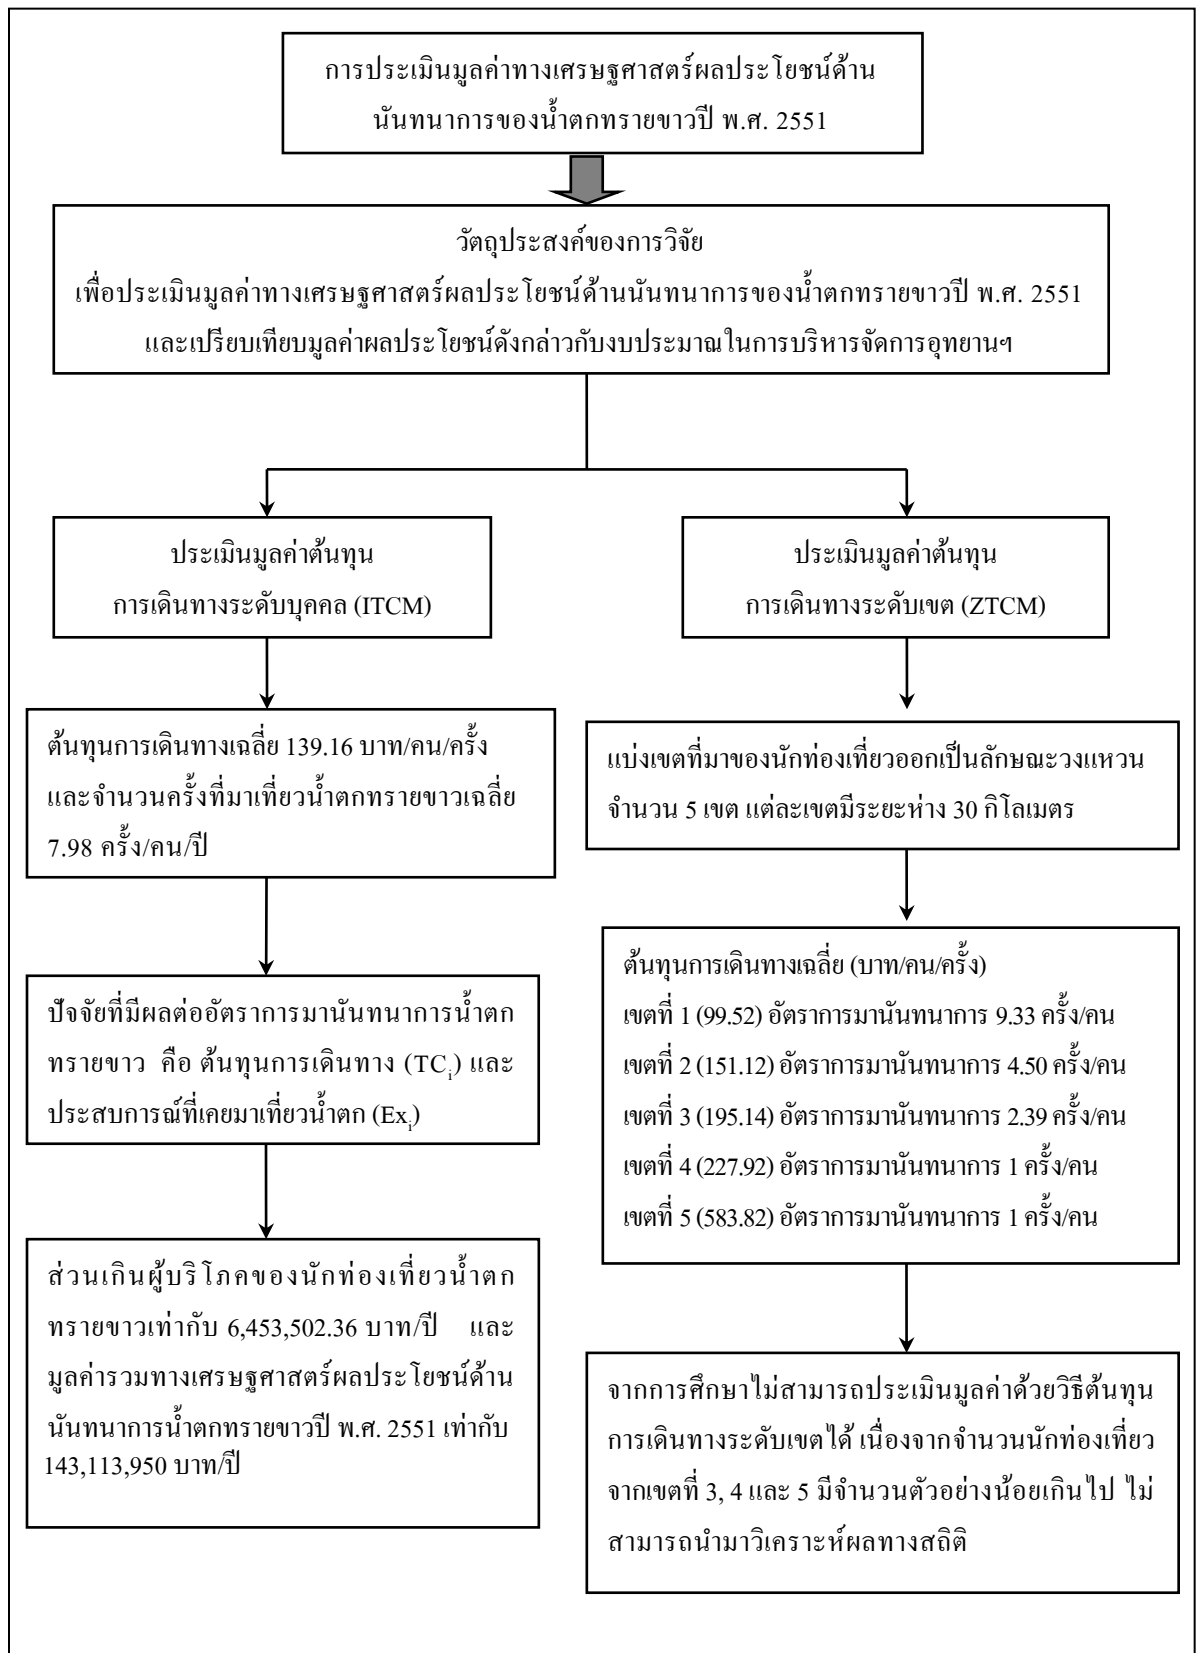 การประเมินมูลค่าทางเศรษฐศาสตร์ผลประโยชน์ด้าน
นันทนาการของน้ำตกทรายขาวปี พ.ศ. 2551
วัตถุประสงค์ของการวิจัย
เพื่อประเมินมูลค่าทางเศรษฐศาสตร์ผลประโยชน์ด้านนันทนาการของน้ำตกทรายขาวปี พ.ศ. 2551
และเปรียบเทียบมูลค่าผลประโยชน์ดังกล่าวกับงบประมาณในการบริหารจัดการอุทยานฯ
ประเมินมูลค่าต้นทุน
การเดินทางระดับบุคคล (ITCM)
ต้นทุนการเดินทางเฉลี่ย 139.16 บาท/คน/ครั้ง
และจำนวนครั้งที่มาเที่ยวน้ำตกทรายขาวเฉลี่ย
7.98 ครั้ง/คน/ปี
ปัจจัยที่มีผลต่ออัตราการมานันทนาการน้ำตก
ทรายขาว คือ ต้นทุนการเดินทาง (TCi) และ
ประสบการณ์ที่เคยมาเที่ยวน้ำตก (Exi)
ส่วนเกินผู้บริโภคของนักท่องเที่ยวน้ำตก
ทรายขาวเท่ากับ 6,453,502.36 บาท/ปี และ
มูลค่ารวมทางเศรษฐศาสตร์ผลประโยชน์ด้าน
นันทนาการน้ำตกทรายขาวปี พ.ศ. 2551 เท่ากับ
143,113,950 บาท/ปี
ประเมินมูลค่าต้นทุน
การเดินทางระดับเขต (ZTCM)
แบ่งเขตที่มาของนักท่องเที่ยวออกเป็นลักษณะวงแหวน
จำนวน 5 เขต แต่ละเขตมีระยะห่าง 30 กิโลเมตร
ต้นทุนการเดินทางเฉลี่ย (บาท/คน/ครั้ง)
เขตที่ 1 (99.52) อัตราการมานันทนาการ 9.33 ครั้ง/คน
เขตที่ 2 (151.12) อัตราการมานันทนาการ 4.50 ครั้ง/คน
เขตที่ 3 (195.14) อัตราการมานันทนาการ 2.39 ครั้ง/คน
เขตที่ 4 (227.92) อัตราการมานันทนาการ 1 ครั้ง/คน
เขตที่ 5 (583.82) อัตราการมานันทนาการ 1 ครั้ง/คน
จากการศึกษาไม่สามารถประเมินมูลค่าด้วยวิธีต้นทุน
การเดินทางระดับเขตได้ เนื่องจากจำนวนนักท่องเที่ยว
จากเขตที่ 3, 4 และ 5 มีจำนวนตัวอย่างน้อยเกินไป ไม่
สามารถนำมาวิเคราะห์ผลทางสถิติ